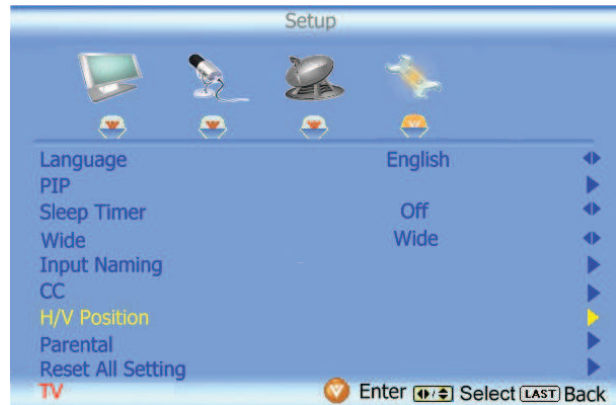 Setup
Language English
PIP
Sleep Timer Off
Wide Wide
Input Naming
CC
H/V Position
Parental
Reset All Setting
TV Enter Select LAST Back